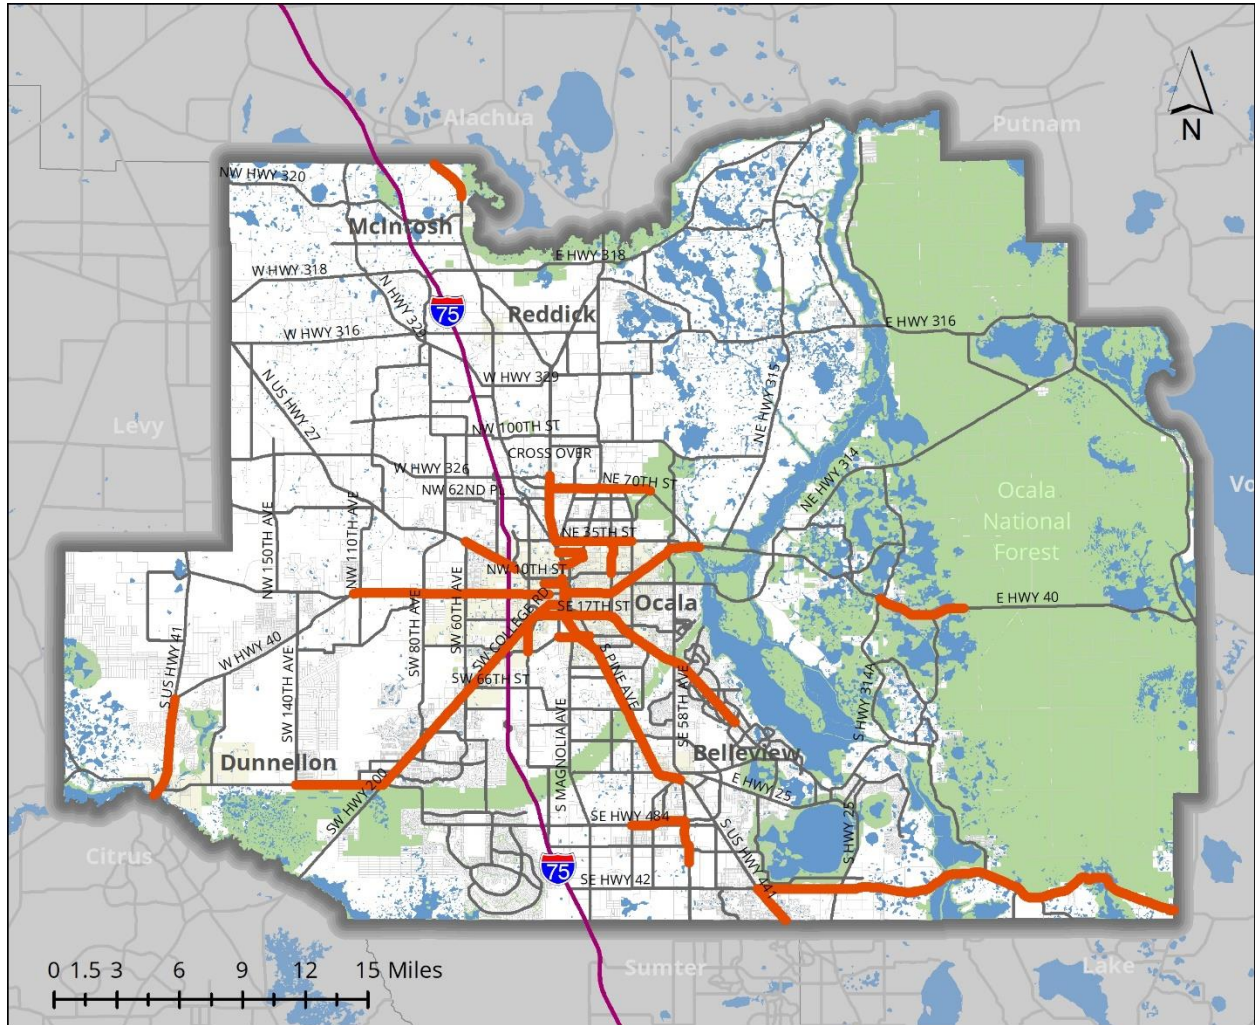 Alachua
Putnam
N
NW HWY 320
McIntosh
E HWY 318
W HWY 318
N HWY 329
75
Reddick
E HWY 316
W HWY 316
W HWY 329
N US HWY 27
NE HWY 315
Levy
NW 100TH ST
CROSS OVER
W HWY 326
NE 70TH ST
NW 62ND PL
NE HWY 314
Ocala
National
Forest
Vo
NW 150TH AVE
NW 110TH AVE
NE 35TH ST
NW 10TH ST
SW 60TH AVE
SW 80TH AVE
SW COLLEGE RD
SE 17TH ST
Ocala
E HWY 40
S US HWY 41
W HWY 40
SW 140TH AVE
SW 66TH ST
S PINE AVE
SE 58TH AVE
S HWY 314A
Dunnellon
Belleview
S MAGNOLIA AVE
E HWY 25
SW HWY 200
SE HWY 484
S US HWY 441
S HWY 25
Citrus
75
SE HWY 42
Sumter
Lake
0 1.5 3 6 9 12 15 Miles